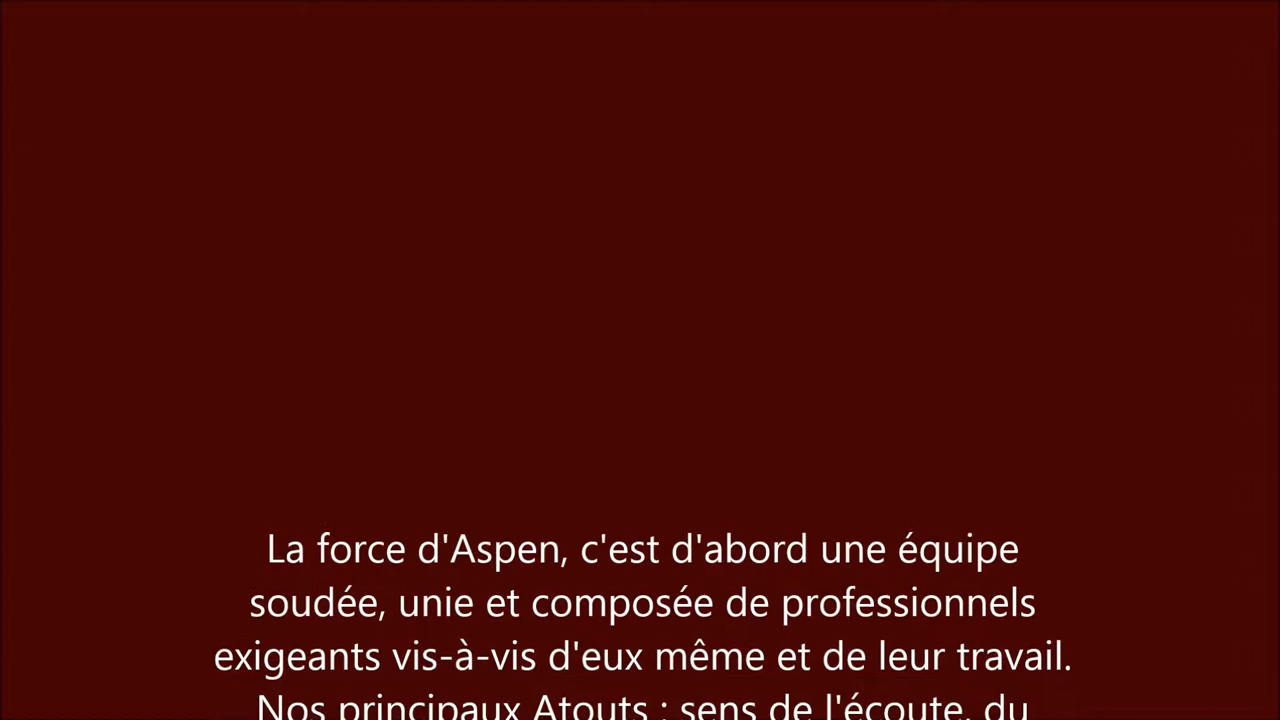 La force d'Aspen, c'est d'abord une équipe
soudée, unie et composée de professionnels
exigeants vis-à-vis d'eux même et de leur travail.
Nos principaux Atouts : sens de l'écoute, du